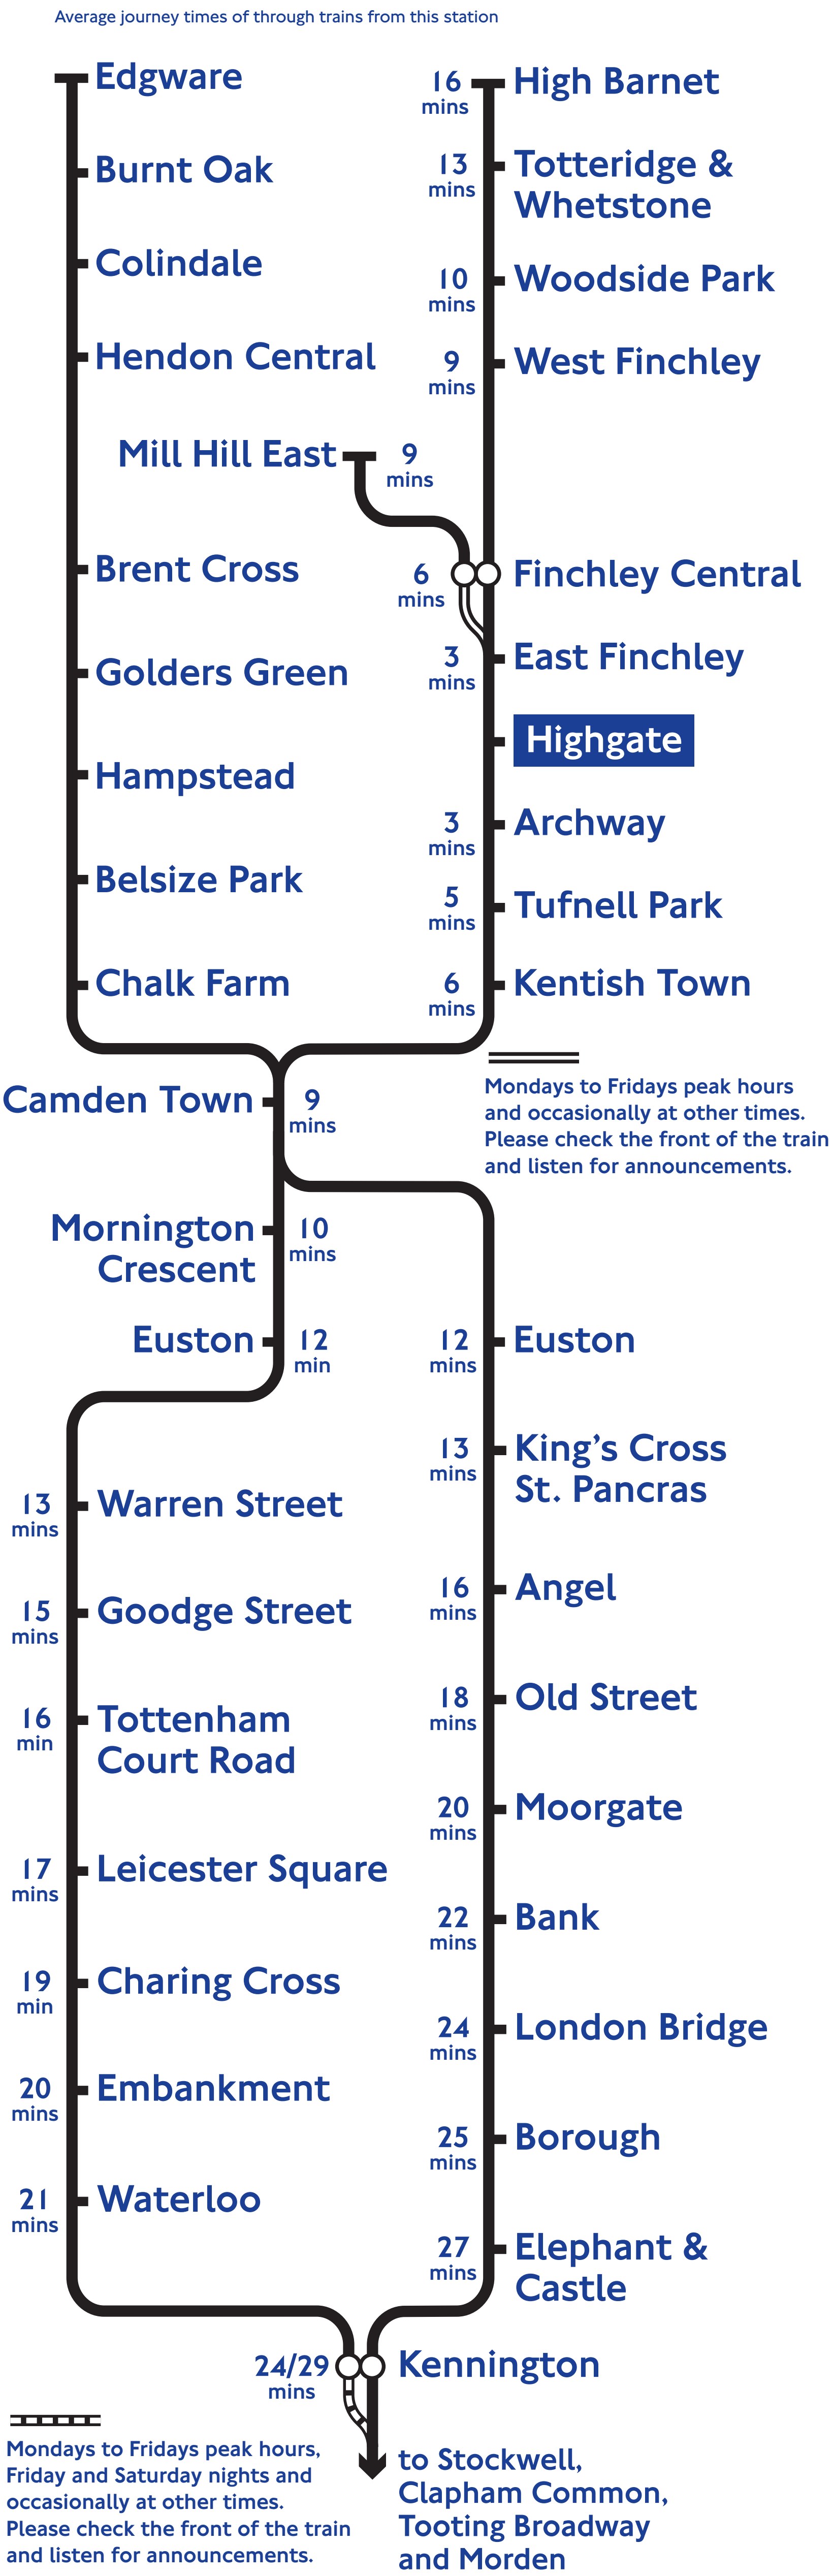 Average journey times of through trains from this station
Edgware
Burnt Oak
Colindale
Hendon Central
Mill Hill East
9
mins
Brent Cross
Golders Green
Hampstead
Belsize Park
Chalk Farm
16
mins
High Barnet
13
mins
Totteridge &
Whetstone
10
mins
Woodside Park
9
mins
West Finchley
6
mins
Finchley Central
3
mins
East Finchley
Highgate
3
mins
Archway
5
mins
Tufnell Park
6
mins
Kentish Town
Mondays to Fridays peak hours
and occasionally at other times.
Please check the front of the train
and listen for announcements.
Camden Town
9
mins
Mornington
Crescent
10
mins
Euston
12
min
13
mins
Warren Street
15
mins
Goodge Street
16
min
Tottenham
Court Road
17
mins
Leicester Square
19
min
Charing Cross
20
mins
Embankment
21
mins
Waterloo
12
mins
Euston
13
mins
King’s Cross
St. Pancras
16
mins
Angel
18
mins
Old Street
20
mins
Moorgate
22
mins
Bank
24
mins
London Bridge
25
mins
Borough
27
mins
Elephant &
Castle
24/29
mins
Kennington
Mondays to Fridays peak hours,
Friday and Saturday nights and
occasionally at other times.
Please check the front of the train
and listen for announcements.
to Stockwell,
Clapham Common,
Tooting Broadway
and Morden